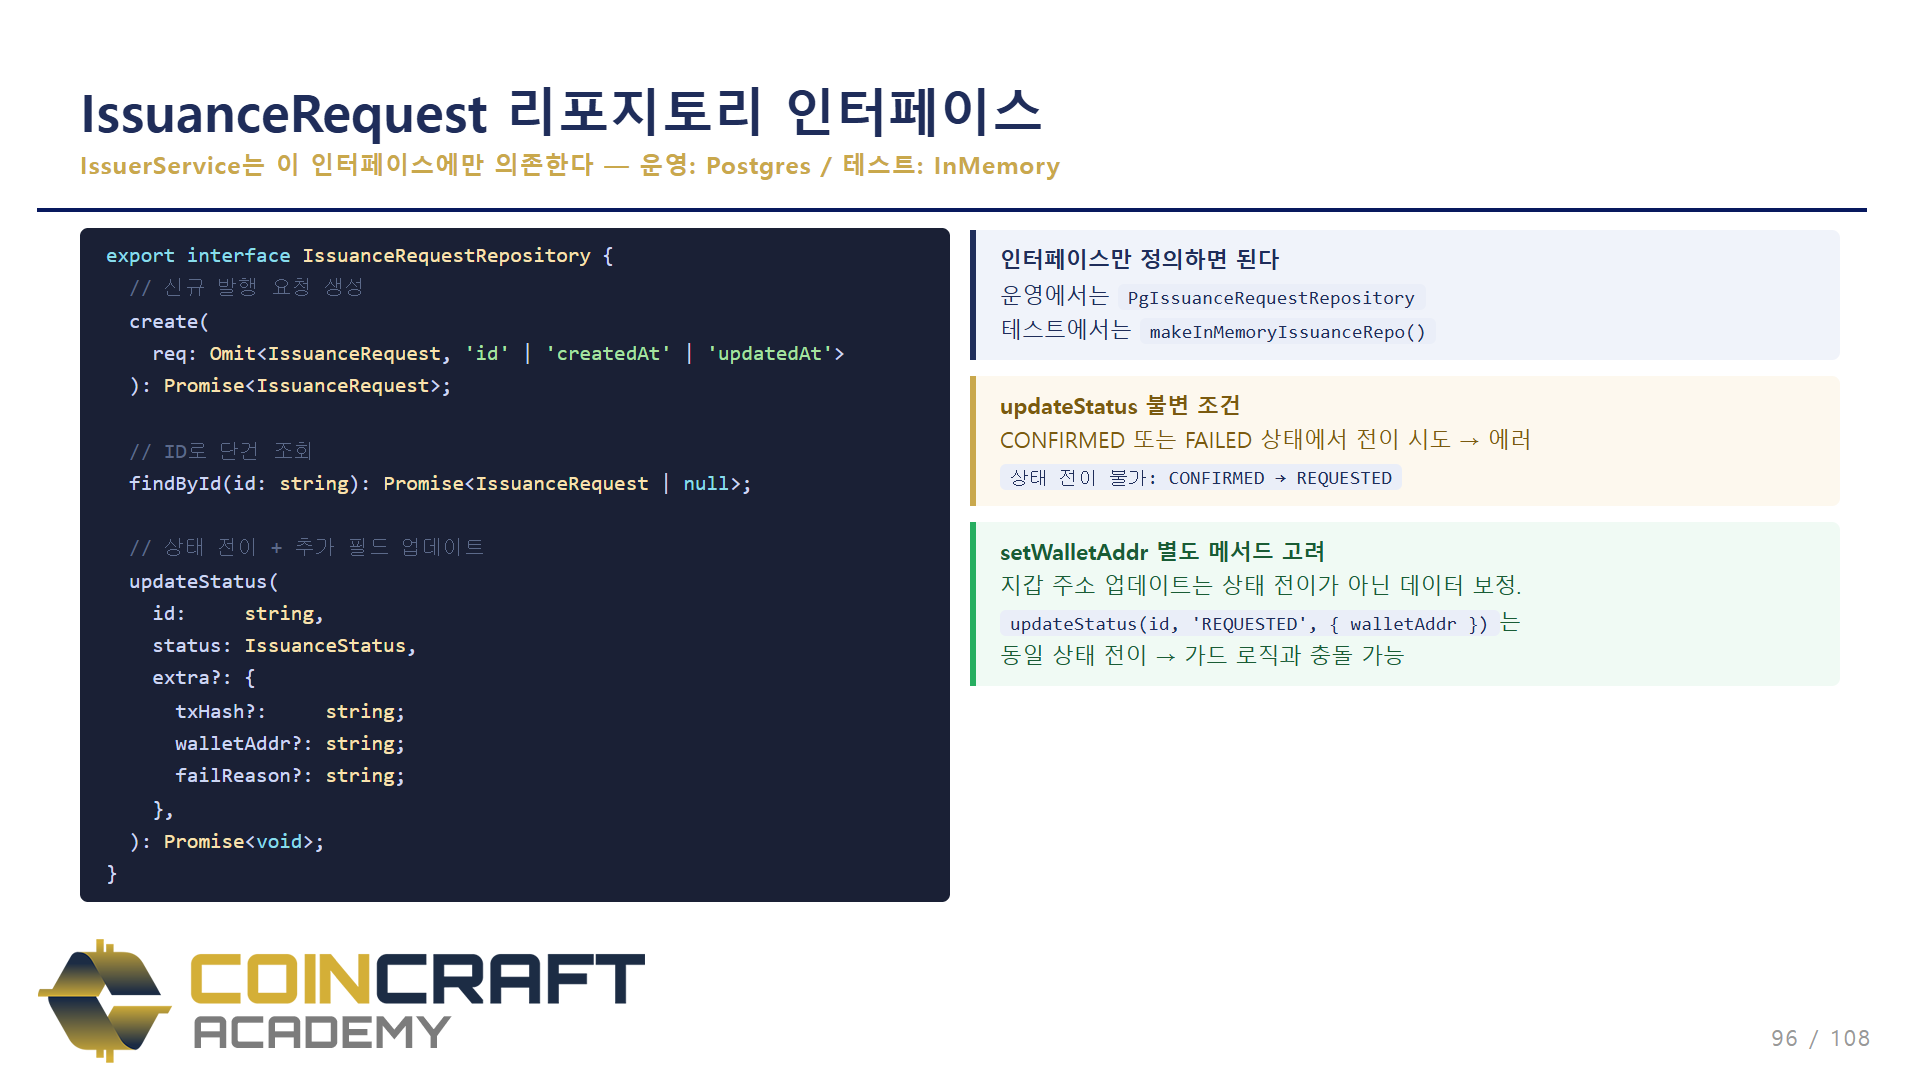 IssuanceRequest 리포지토리 인터페이스
IssuerService는 이 인터페이스에만 의존한다 — 운영: Postgres / 테스트: InMemory
export interface IssuanceRequestRepository {
  // 신규 발행 요청 생성
  create(
    req: Omit<IssuanceRequest, 'id' | 'createdAt' | 'updatedAt'>
  ): Promise<IssuanceRequest>;
  // ID로 단건 조회
  findById(id: string): Promise<IssuanceRequest | null>;
  // 상태 전이 + 추가 필드 업데이트
  updateStatus(
    id:     string,
    status: IssuanceStatus,
    extra?: {
      txHash?:     string;
      walletAddr?: string;
      failReason?: string;
    },
  ): Promise<void>;
}
인터페이스만 정의하면 된다
운영에서는 PgIssuanceRequestRepository
테스트에서는 makeInMemoryIssuanceRepo()
updateStatus 불변 조건
CONFIRMED 또는 FAILED 상태에서 전이 시도 → 에러
상태 전이 불가: CONFIRMED → REQUESTED
setWalletAddr 별도 메서드 고려
지갑 주소 업데이트는 상태 전이가 아닌 데이터 보정.
updateStatus(id, 'REQUESTED', { walletAddr }) 는
동일 상태 전이 → 가드 로직과 충돌 가능
COINCRAFT
ACADEMY
96 / 108